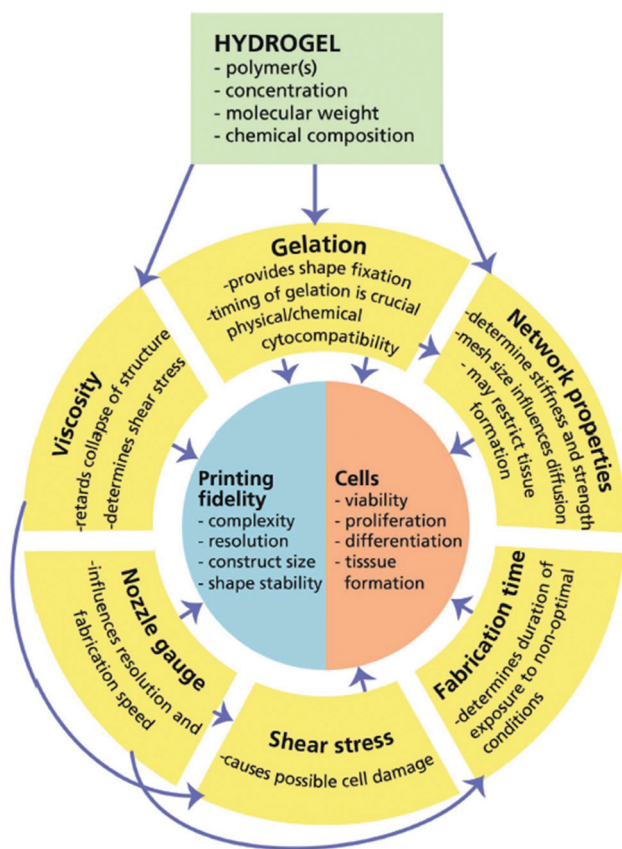 HYDROGEL
- polymer(s)
- concentration
- molecular weight
- chemical composition
Gelation
-provides shape fixation
-timing of gelation is crucial
physical/chemical
cytocompatibility
Viscosity
-retards collapse of structure
-determines shear stress
Network properties
-determine stiffness and strength
-mesh size influences diffusion
- may restrict tissue
formation
Printing
fidelity
- complexity
- resolution
- construct size
- shape stability
Cells
- viability
- proliferation
- differentiation
- tisssue
formation
Nozzle gauge
-influences resolution and
fabrication speed
Shear stress
-causes possible cell damage
Fabrication time
-determines duration of
exposure to non-optimal
conditions